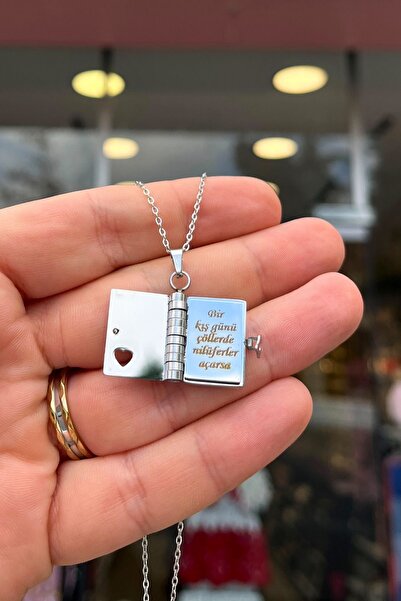 Bir
kış günü
çöllerde
nilüferler
açarsa